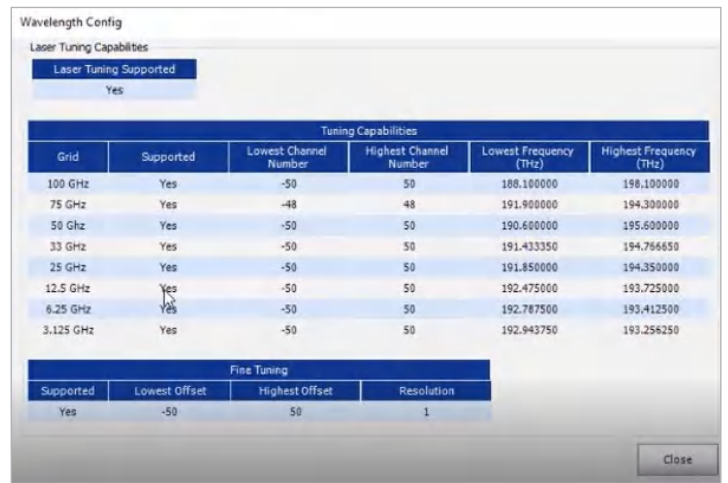 Wavelength Config
Laser Tuning Capabilities
Laser Tuning Supported
Yes
Tuning Capabilities
Grid Supported Lowest Channel Number Highest Channel Number Lowest Frequency (THz) Highest Frequency (THz)
100 GHz Yes -50 50 188.100000 198.100000
75 GHz Yes -48 48 191.900000 194.300000
50 Ghz Yes -50 50 190.600000 195.600000
33 GHz Yes -50 50 191.433350 194.766650
25 GHz Yes -50 50 191.850000 194.350000
12.5 GHz Yes -50 50 192.475000 193.725000
6.25 GHz Yes -50 50 192.787500 193.412500
3.125 GHz Yes -50 50 192.943750 193.256250
Fine Tuning
Supported Lowest Offset Highest Offset Resolution
Yes -50 50 1
Close